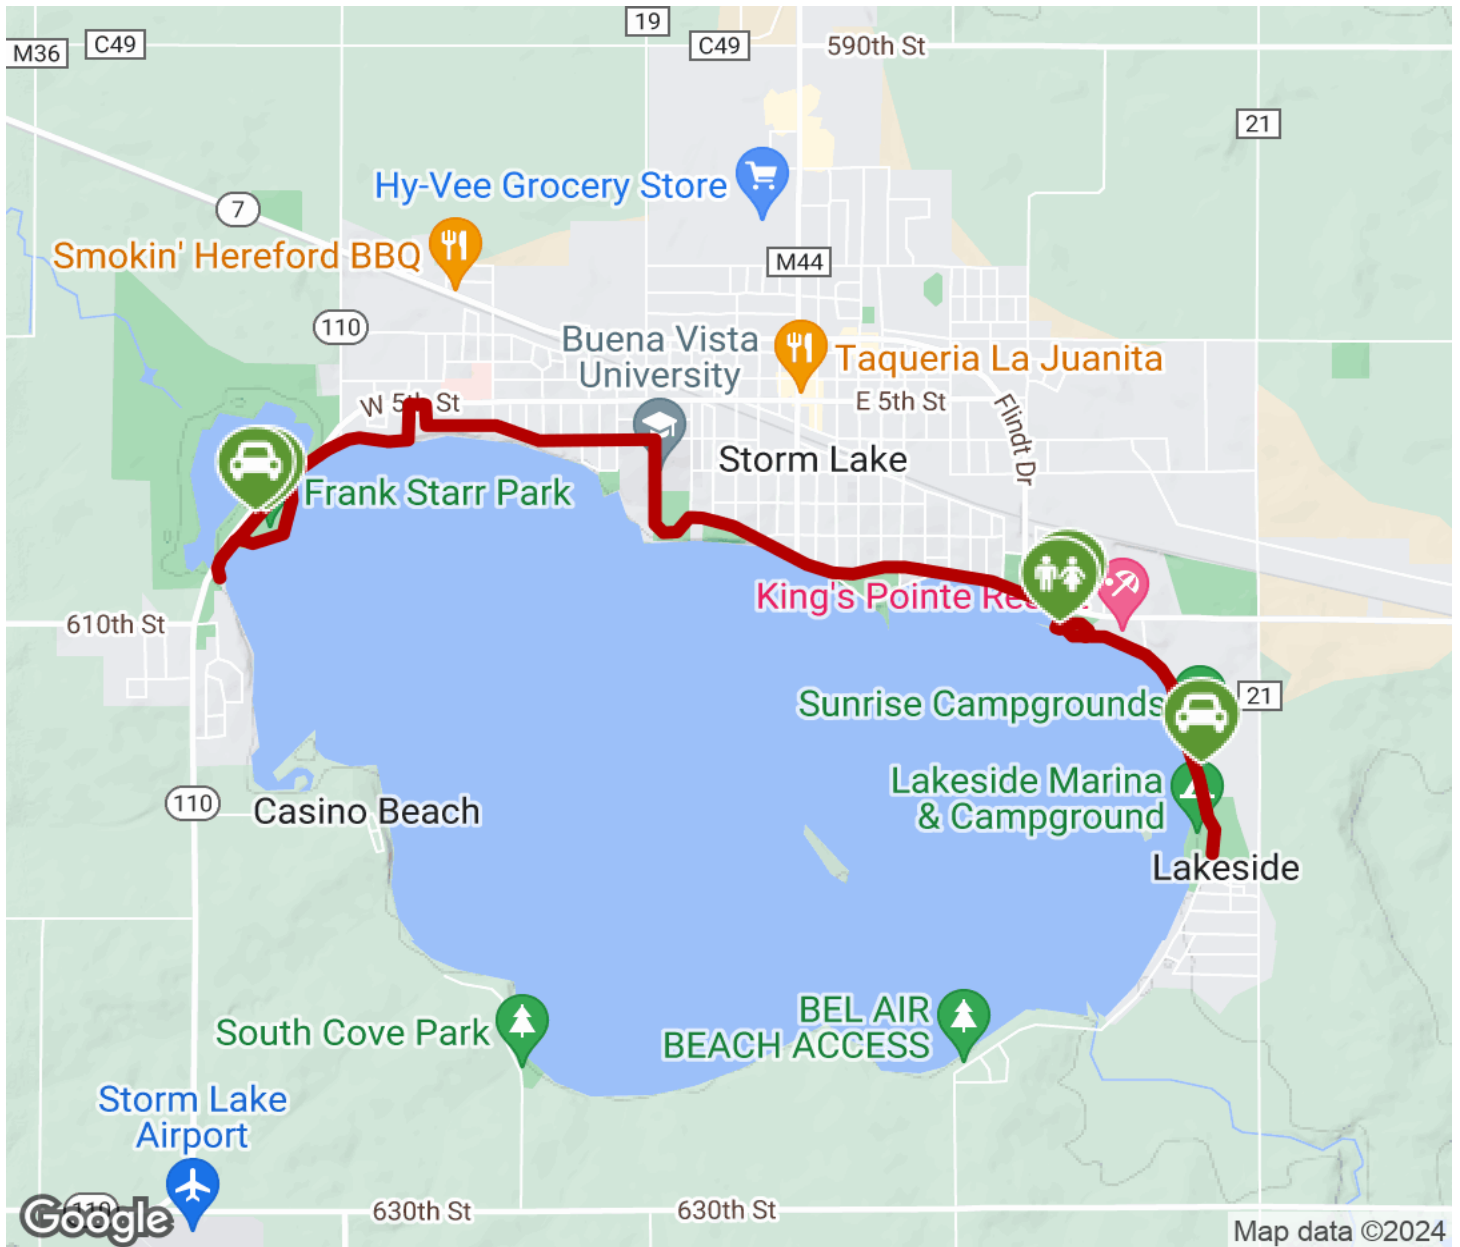 19
M36
C49
C49
590th St
21
Hy-Vee Grocery Store
7
Smokin' Hereford BBQ
M44
110
Buena Vista
University
Taqueria La Juanita
W 5th St
E 5th St
Flindt Dr
Storm Lake
Frank Starr Park
King's Pointe Re
610th St
Sunrise Campgrounds
21
Lakeside Marina
& Campground
110
Casino Beach
Lakeside
BEL AIR
BEACH ACCESS
South Cove Park
Storm Lake
Airport
110
630th St
630th St
Google
Map data ©2024